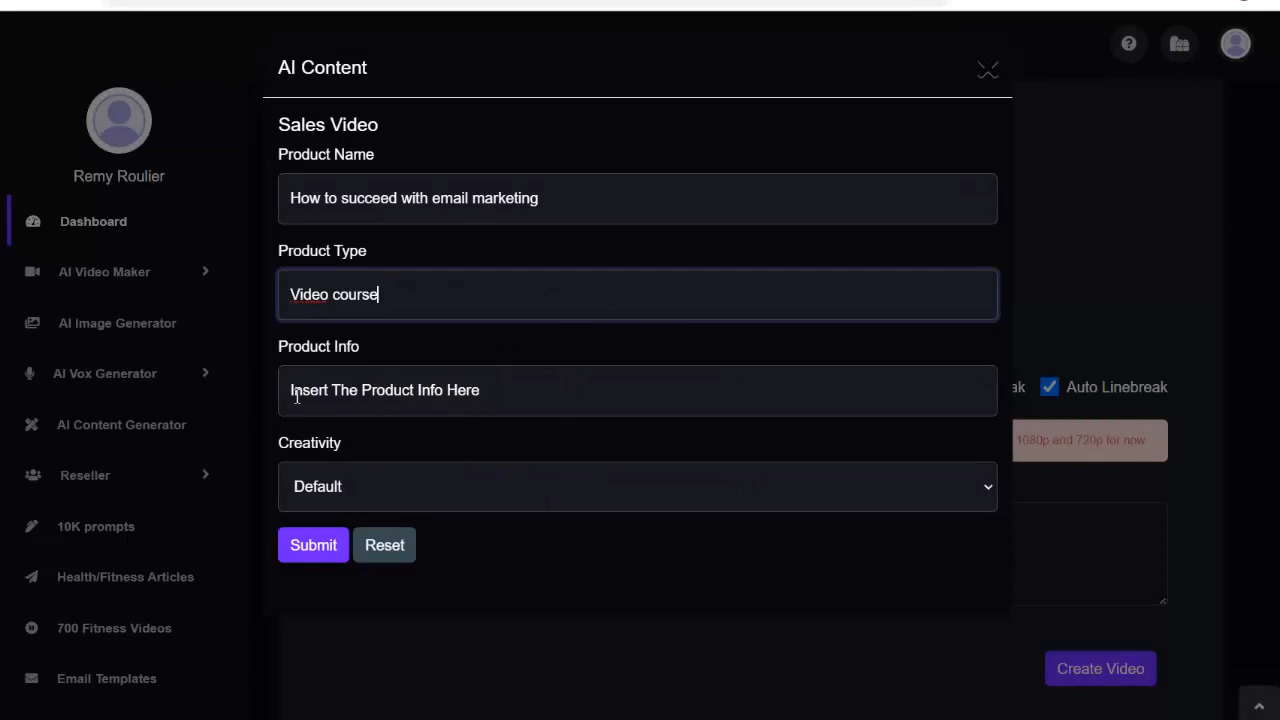 AI Content
Remy Roulier
Dashboard
AI Video Maker
AI Image Generator
AI Vox Generator
AI Content Generator
Reseller
10K prompts
Health/Fitness Articles
700 Fitness Videos
Email Templates
Sales Video
Product Name
How to succeed with email marketing
Product Type
Video course
Product Info
Insert The Product Info Here
Creativity
Default
Submit Reset
Auto Linebreak
1080p and 720p for now
Create Video